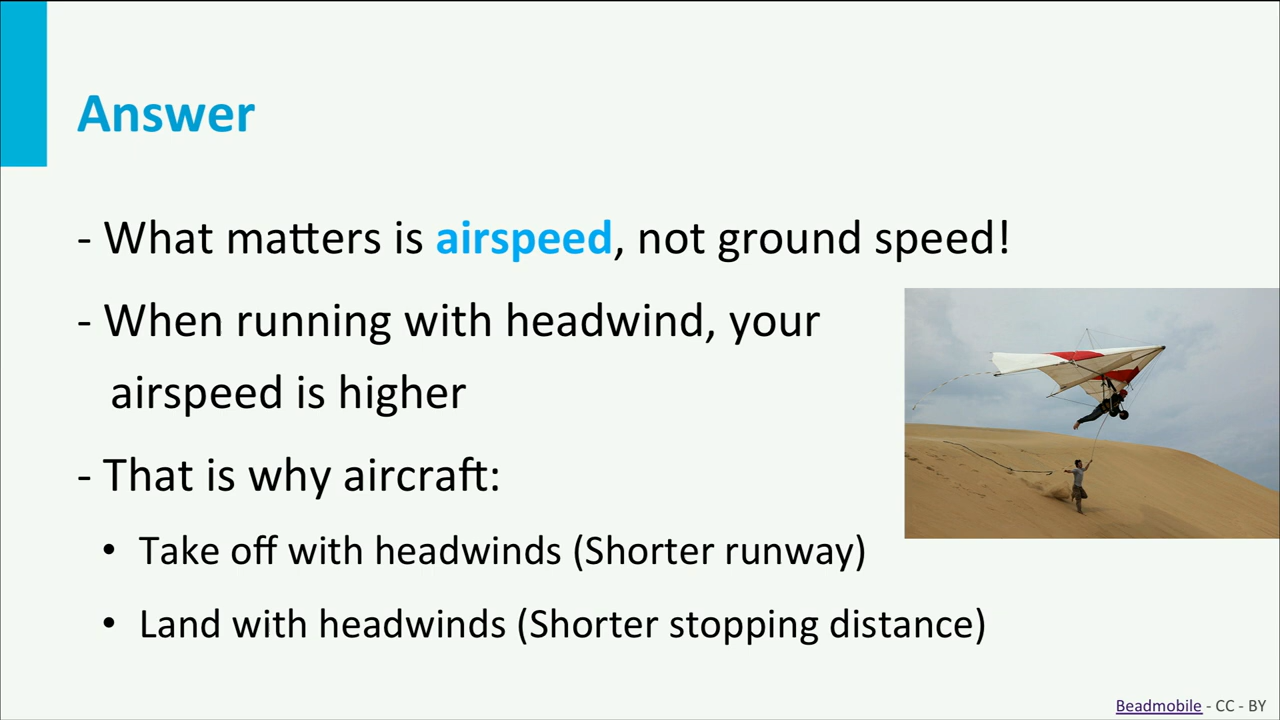 Answer
- What matters is airspeed, not ground speed!
- When running with headwind, your
airspeed is higher
- That is why aircraft:
• Take off with headwinds (Shorter runway)
• Land with headwinds (Shorter stopping distance)
Beadmobile - CC - BY